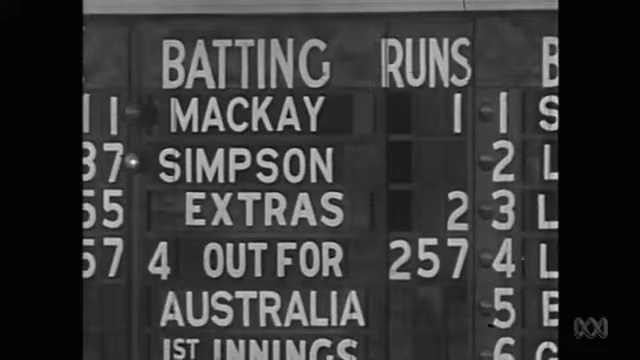 BATTING RUNS B
11 MACKAY 1 1 S
37 SIMPSON 2 L
55 EXTRAS 2 3 L
57 4 OUT FOR 257 4 L
AUSTRALIA 5
1ST INNINGS 6